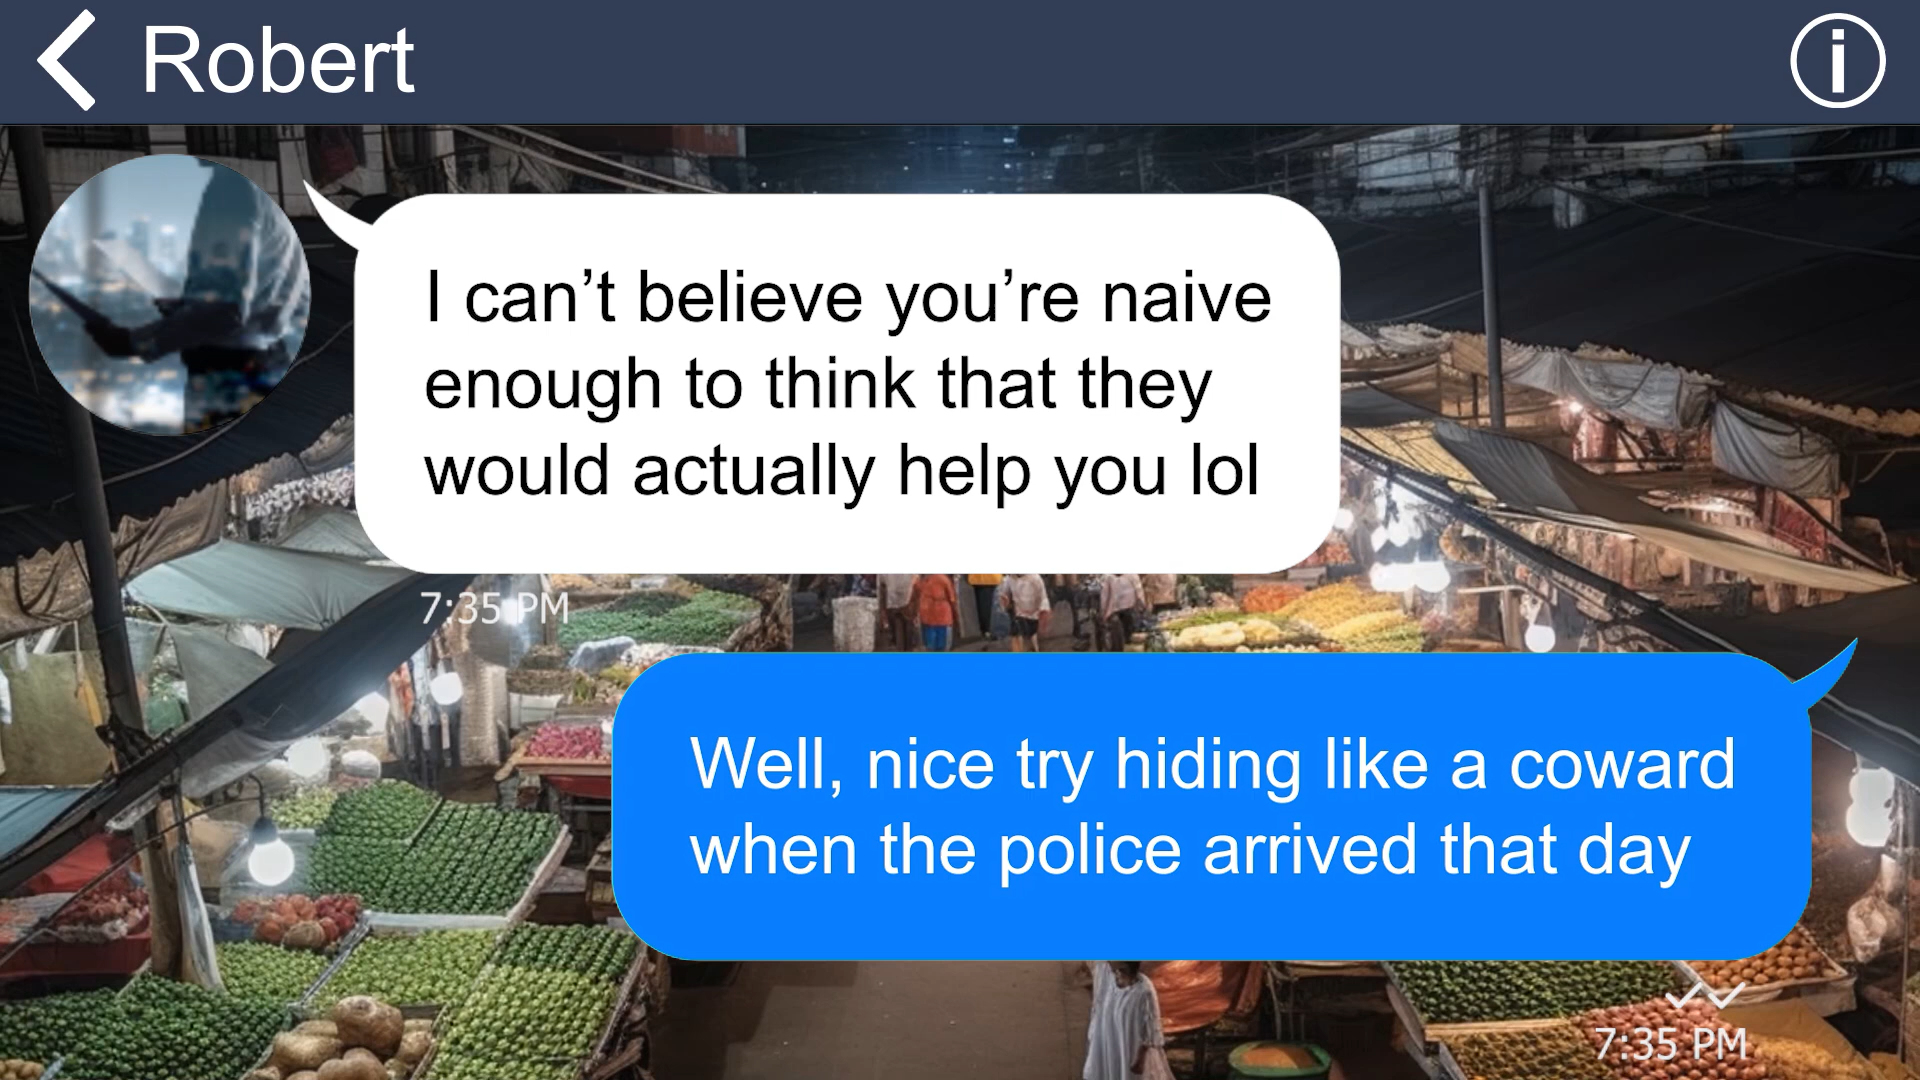 Robert
I can’t believe you’re naive
enough to think that they
would actually help you lol
7:35 PM
Well, nice try hiding like a coward
when the police arrived that day
7:35 PM